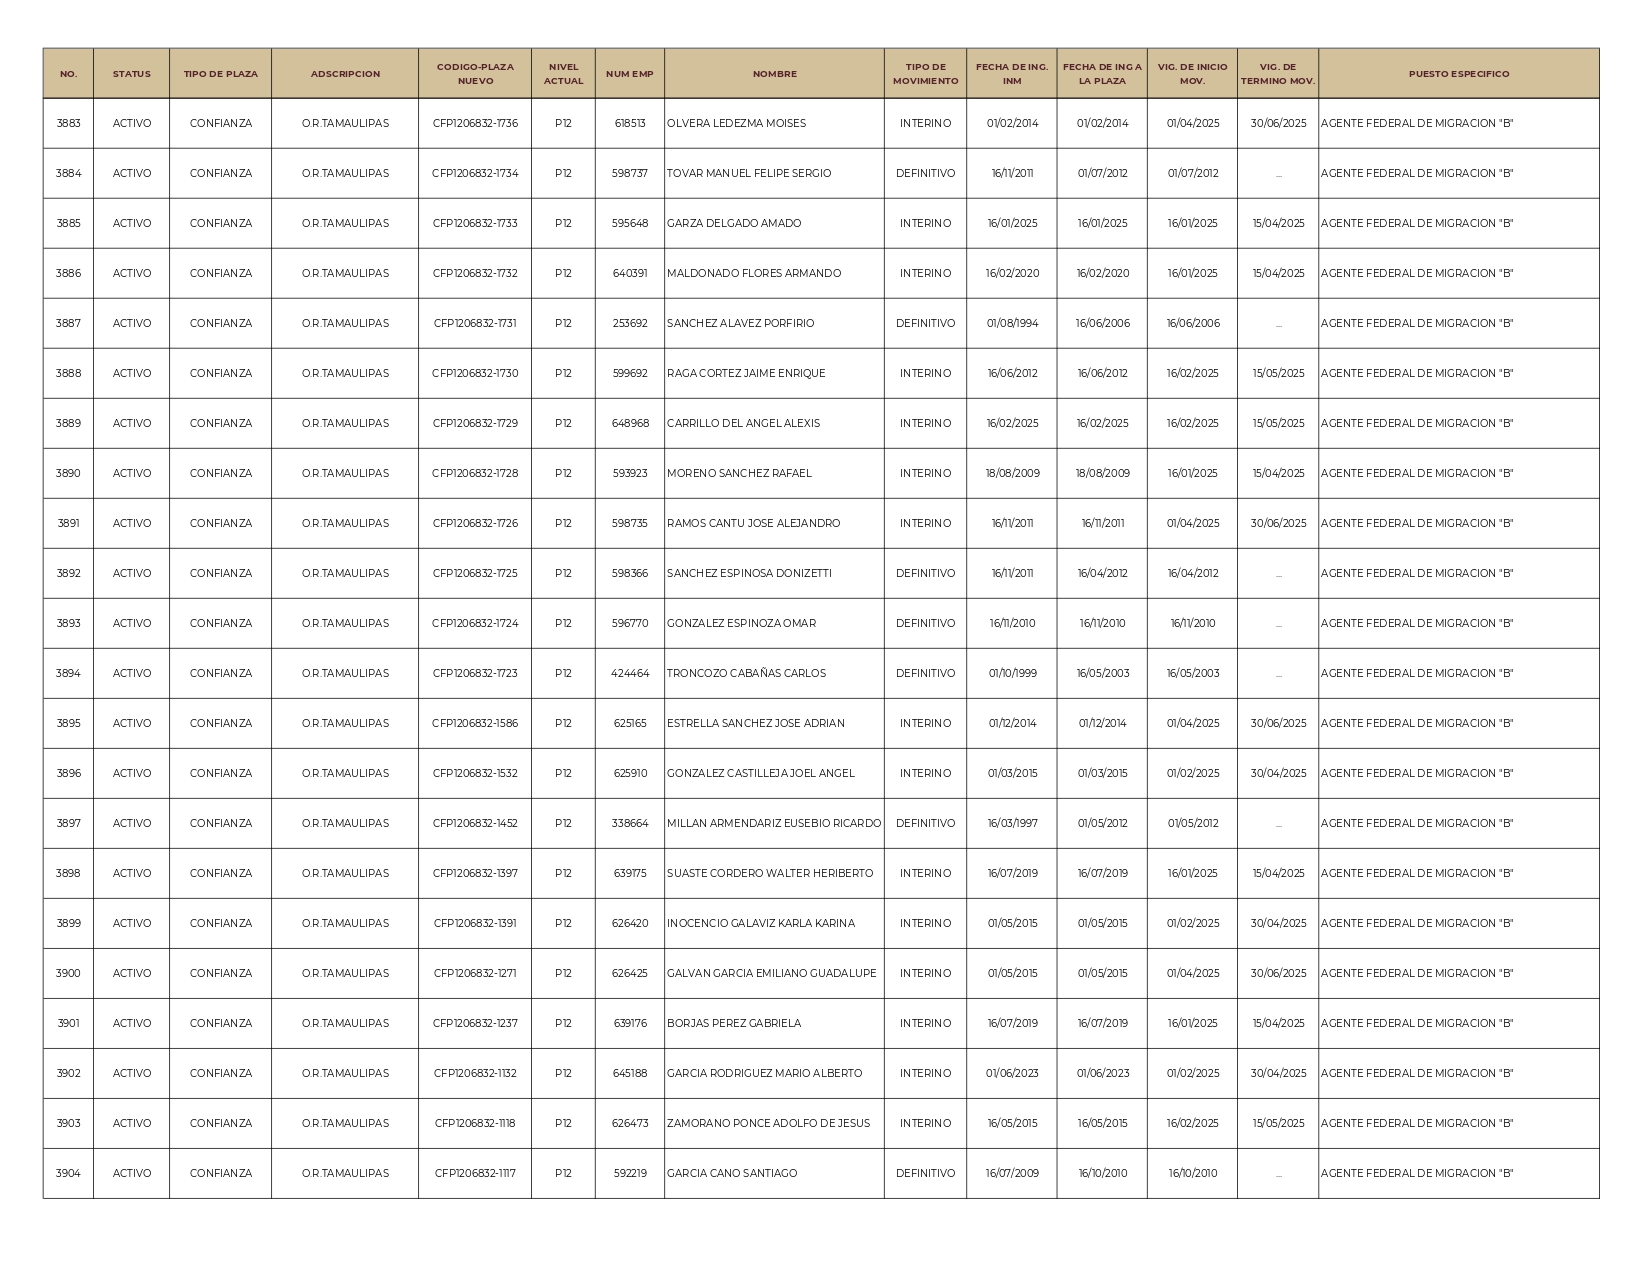 NO. STATUS TIPO DE PLAZA ADSCRIPCION CODIGO-PLAZA NUEVO NIVEL ACTUAL NUM EMP NOMBRE TIPO DE MOVIMIENTO FECHA DE ING. INM FECHA DE ING A LA PLAZA VIG. DE INICIO MOV. VIG. DE TERMINO MOV. PUESTO ESPECIFICO
3883 ACTIVO CONFIANZA O.R.TAMAULIPAS CFP1206832-1736 P12 618513 OLVERA LEDEZMA MOISES INTERINO 01/02/2014 01/02/2014 01/04/2025 30/06/2025 AGENTE FEDERAL DE MIGRACION "B"
3884 ACTIVO CONFIANZA O.R.TAMAULIPAS CFP1206832-1734 P12 598737 TOVAR MANUEL FELIPE SERGIO DEFINITIVO 16/11/2011 01/07/2012 01/07/2012 ... AGENTE FEDERAL DE MIGRACION "B"
3885 ACTIVO CONFIANZA O.R.TAMAULIPAS CFP1206832-1733 P12 595648 GARZA DELGADO AMADO INTERINO 16/01/2025 16/01/2025 16/01/2025 15/04/2025 AGENTE FEDERAL DE MIGRACION "B"
3886 ACTIVO CONFIANZA O.R.TAMAULIPAS CFP1206832-1732 P12 640391 MALDONADO FLORES ARMANDO INTERINO 16/02/2020 16/02/2020 16/01/2025 15/04/2025 AGENTE FEDERAL DE MIGRACION "B"
3887 ACTIVO CONFIANZA O.R.TAMAULIPAS CFP1206832-1731 P12 253692 SANCHEZ ALAVEZ PORFIRIO DEFINITIVO 01/08/1994 16/06/2006 16/06/2006 ... AGENTE FEDERAL DE MIGRACION "B"
3888 ACTIVO CONFIANZA O.R.TAMAULIPAS CFP1206832-1730 P12 599692 RAGA CORTEZ JAIME ENRIQUE INTERINO 16/06/2012 16/06/2012 16/02/2025 15/05/2025 AGENTE FEDERAL DE MIGRACION "B"
3889 ACTIVO CONFIANZA O.R.TAMAULIPAS CFP1206832-1729 P12 648968 CARRILLO DEL ANGEL ALEXIS INTERINO 16/02/2025 16/02/2025 16/02/2025 15/05/2025 AGENTE FEDERAL DE MIGRACION "B"
3890 ACTIVO CONFIANZA O.R.TAMAULIPAS CFP1206832-1728 P12 593923 MORENO SANCHEZ RAFAEL INTERINO 18/08/2009 18/08/2009 16/01/2025 15/04/2025 AGENTE FEDERAL DE MIGRACION "B"
3891 ACTIVO CONFIANZA O.R.TAMAULIPAS CFP1206832-1726 P12 598735 RAMOS CANTU JOSE ALEJANDRO INTERINO 16/11/2011 16/11/2011 01/04/2025 30/06/2025 AGENTE FEDERAL DE MIGRACION "B"
3892 ACTIVO CONFIANZA O.R.TAMAULIPAS CFP1206832-1725 P12 598366 SANCHEZ ESPINOSA DONIZETTI DEFINITIVO 16/11/2011 16/04/2012 16/04/2012 ... AGENTE FEDERAL DE MIGRACION "B"
3893 ACTIVO CONFIANZA O.R.TAMAULIPAS CFP1206832-1724 P12 596770 GONZALEZ ESPINOZA OMAR DEFINITIVO 16/11/2010 16/11/2010 16/11/2010 ... AGENTE FEDERAL DE MIGRACION "B"
3894 ACTIVO CONFIANZA O.R.TAMAULIPAS CFP1206832-1723 P12 424464 TRONCOZO CABAÑAS CARLOS DEFINITIVO 01/10/1999 16/05/2003 16/05/2003 ... AGENTE FEDERAL DE MIGRACION "B"
3895 ACTIVO CONFIANZA O.R.TAMAULIPAS CFP1206832-1586 P12 625165 ESTRELLA SANCHEZ JOSE ADRIAN INTERINO 01/12/2014 01/12/2014 01/04/2025 30/06/2025 AGENTE FEDERAL DE MIGRACION "B"
3896 ACTIVO CONFIANZA O.R.TAMAULIPAS CFP1206832-1532 P12 625910 GONZALEZ CASTILLEJA JOEL ANGEL INTERINO 01/03/2015 01/03/2015 01/02/2025 30/04/2025 AGENTE FEDERAL DE MIGRACION "B"
3897 ACTIVO CONFIANZA O.R.TAMAULIPAS CFP1206832-1452 P12 338664 MILLAN ARMENDARIZ EUSEBIO RICARDO DEFINITIVO 16/03/1997 01/05/2012 01/05/2012 ... AGENTE FEDERAL DE MIGRACION "B"
3898 ACTIVO CONFIANZA O.R.TAMAULIPAS CFP1206832-1397 P12 639175 SUASTE CORDERO WALTER HERIBERTO INTERINO 16/07/2019 16/07/2019 16/01/2025 15/04/2025 AGENTE FEDERAL DE MIGRACION "B"
3899 ACTIVO CONFIANZA O.R.TAMAULIPAS CFP1206832-1391 P12 626420 INOCENCIO GALAVIZ KARLA KARINA INTERINO 01/05/2015 01/05/2015 01/02/2025 30/04/2025 AGENTE FEDERAL DE MIGRACION "B"
3900 ACTIVO CONFIANZA O.R.TAMAULIPAS CFP1206832-1271 P12 626425 GALVAN GARCIA EMILIANO GUADALUPE INTERINO 01/05/2015 01/05/2015 01/04/2025 30/06/2025 AGENTE FEDERAL DE MIGRACION "B"
3901 ACTIVO CONFIANZA O.R.TAMAULIPAS CFP1206832-1237 P12 639176 BORJAS PEREZ GABRIELA INTERINO 16/07/2019 16/07/2019 16/01/2025 15/04/2025 AGENTE FEDERAL DE MIGRACION "B"
3902 ACTIVO CONFIANZA O.R.TAMAULIPAS CFP1206832-1132 P12 645188 GARCIA RODRIGUEZ MARIO ALBERTO INTERINO 01/06/2023 01/06/2023 01/02/2025 30/04/2025 AGENTE FEDERAL DE MIGRACION "B"
3903 ACTIVO CONFIANZA O.R.TAMAULIPAS CFP1206832-1118 P12 626473 ZAMORANO PONCE ADOLFO DE JESUS INTERINO 16/05/2015 16/05/2015 16/02/2025 15/05/2025 AGENTE FEDERAL DE MIGRACION "B"
3904 ACTIVO CONFIANZA O.R.TAMAULIPAS CFP1206832-1117 P12 592219 GARCIA CANO SANTIAGO DEFINITIVO 16/07/2009 16/10/2010 16/10/2010 ... AGENTE FEDERAL DE MIGRACION "B"